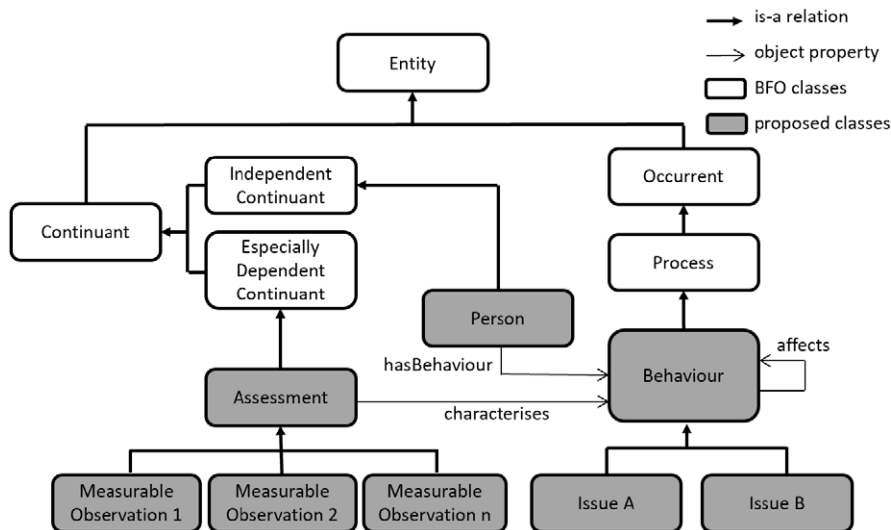 is-a relation
object property
BFO classes
proposed classes
Entity
Independent
Continuant
Occurrent
Continuant
Especially
Dependent
Continuant
Process
Person
hasBehaviour
affects
Behaviour
Assessment
characterises
Measurable
Observation 1
Measurable
Observation 2
Measurable
Observation n
Issue A
Issue B